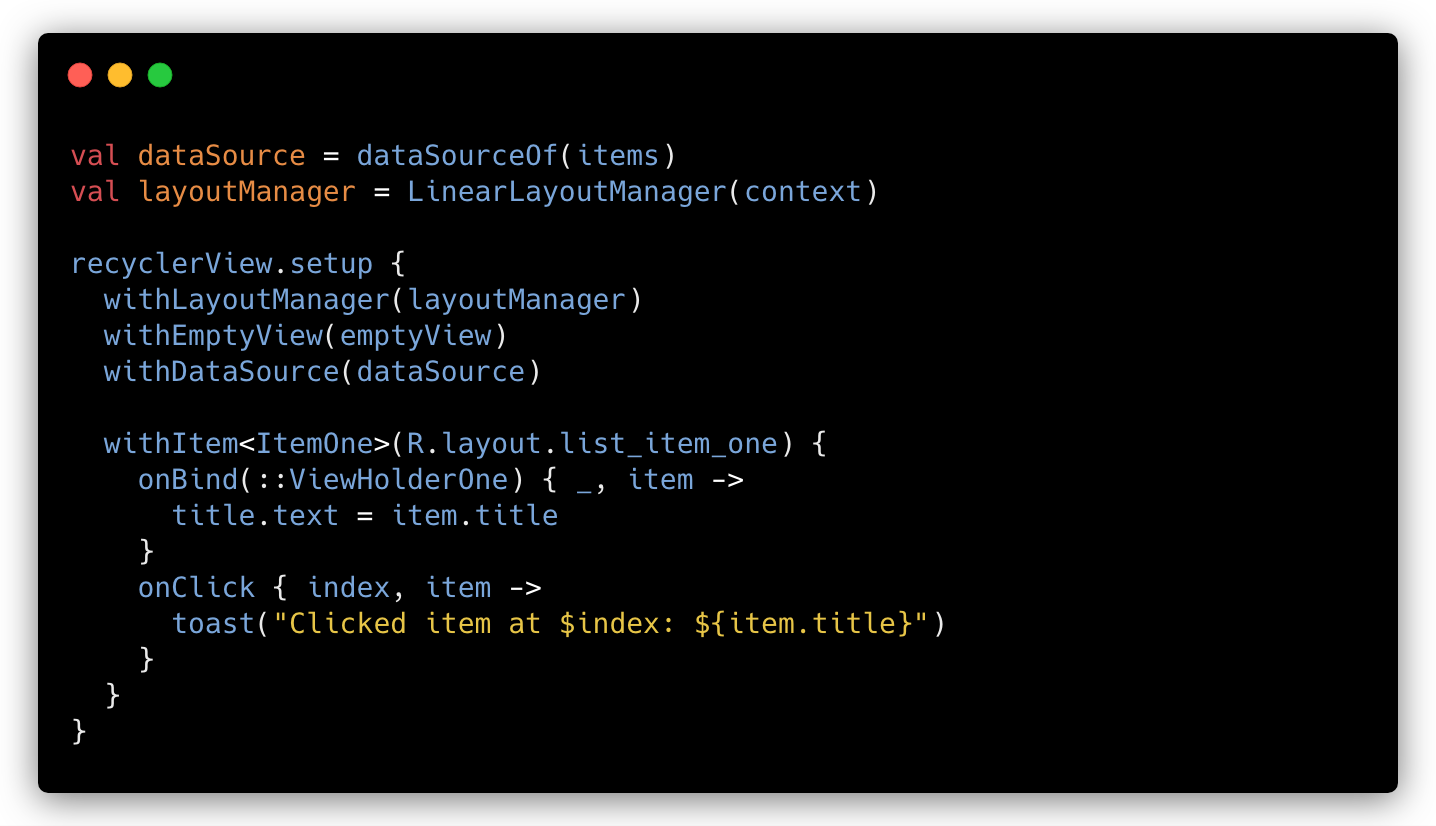 val dataSource = dataSourceOf(items)
val layoutManager = LinearLayoutManager(context)

recyclerView.setup {
  withLayoutManager(layoutManager)
  withEmptyView(emptyView)
  withDataSource(dataSource)

  withItem<ItemOne>(R.layout.list_item_one) {
    onBind(::ViewHolderOne) { _, item ->
      title.text = item.title
    }
    onClick { index, item ->
      toast("Clicked item at $index: ${item.title}")
    }
  }
}